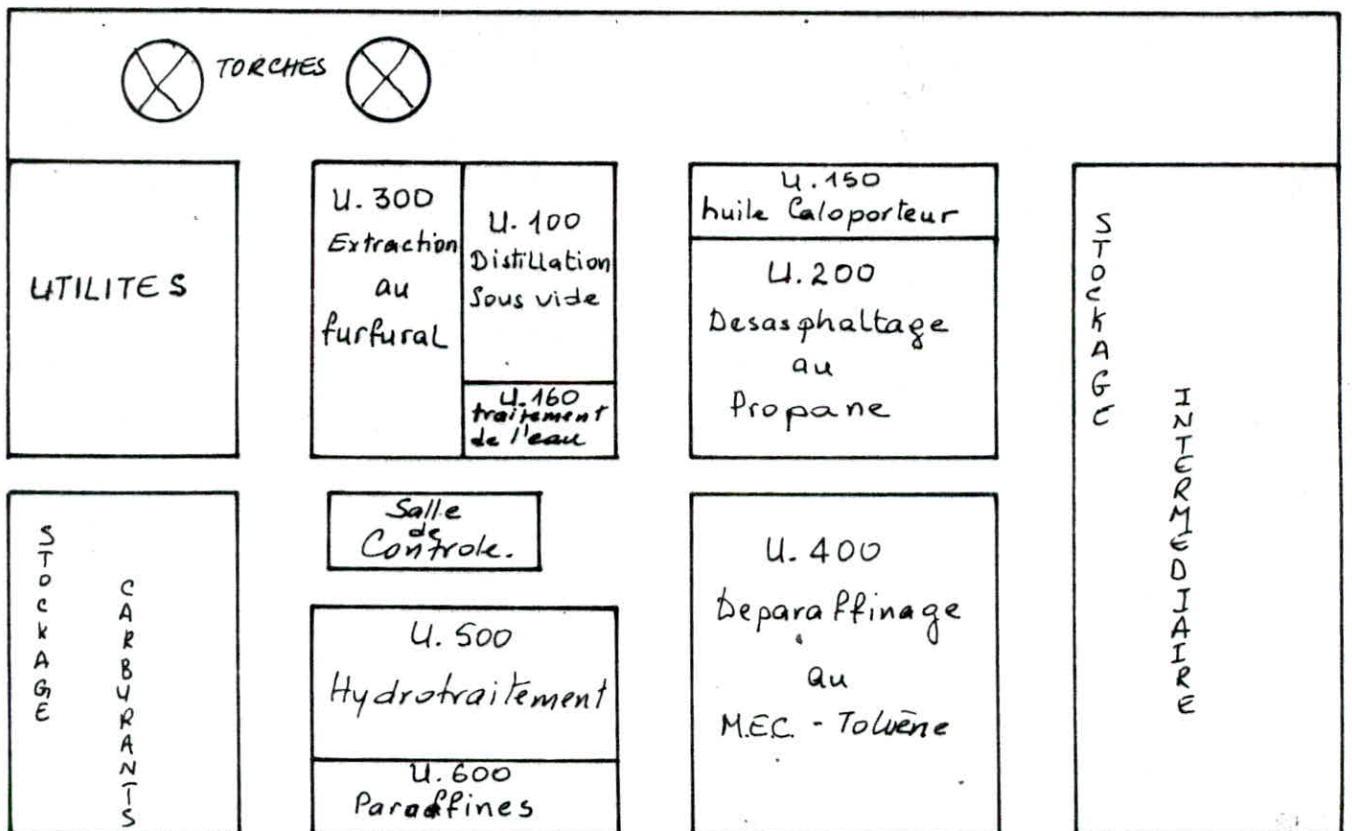 TORCHES
UTILITES
U. 300
Extraction
au
furfural
U. 100
Distillation
Sous vide
U. 160
traitement
de l'eau
U. 150
huile Caloporteur
U. 200
Desasphaltage
au
Propane
STOCKAGE
INTERMEDIAIRE
STOCKAGE
CARBURANTS
Salle
de
Controle.
U. 500
Hydrotraitement
U. 600
Paraffines
U. 400
Deparaffinage
au
M.E.C. - Toluène